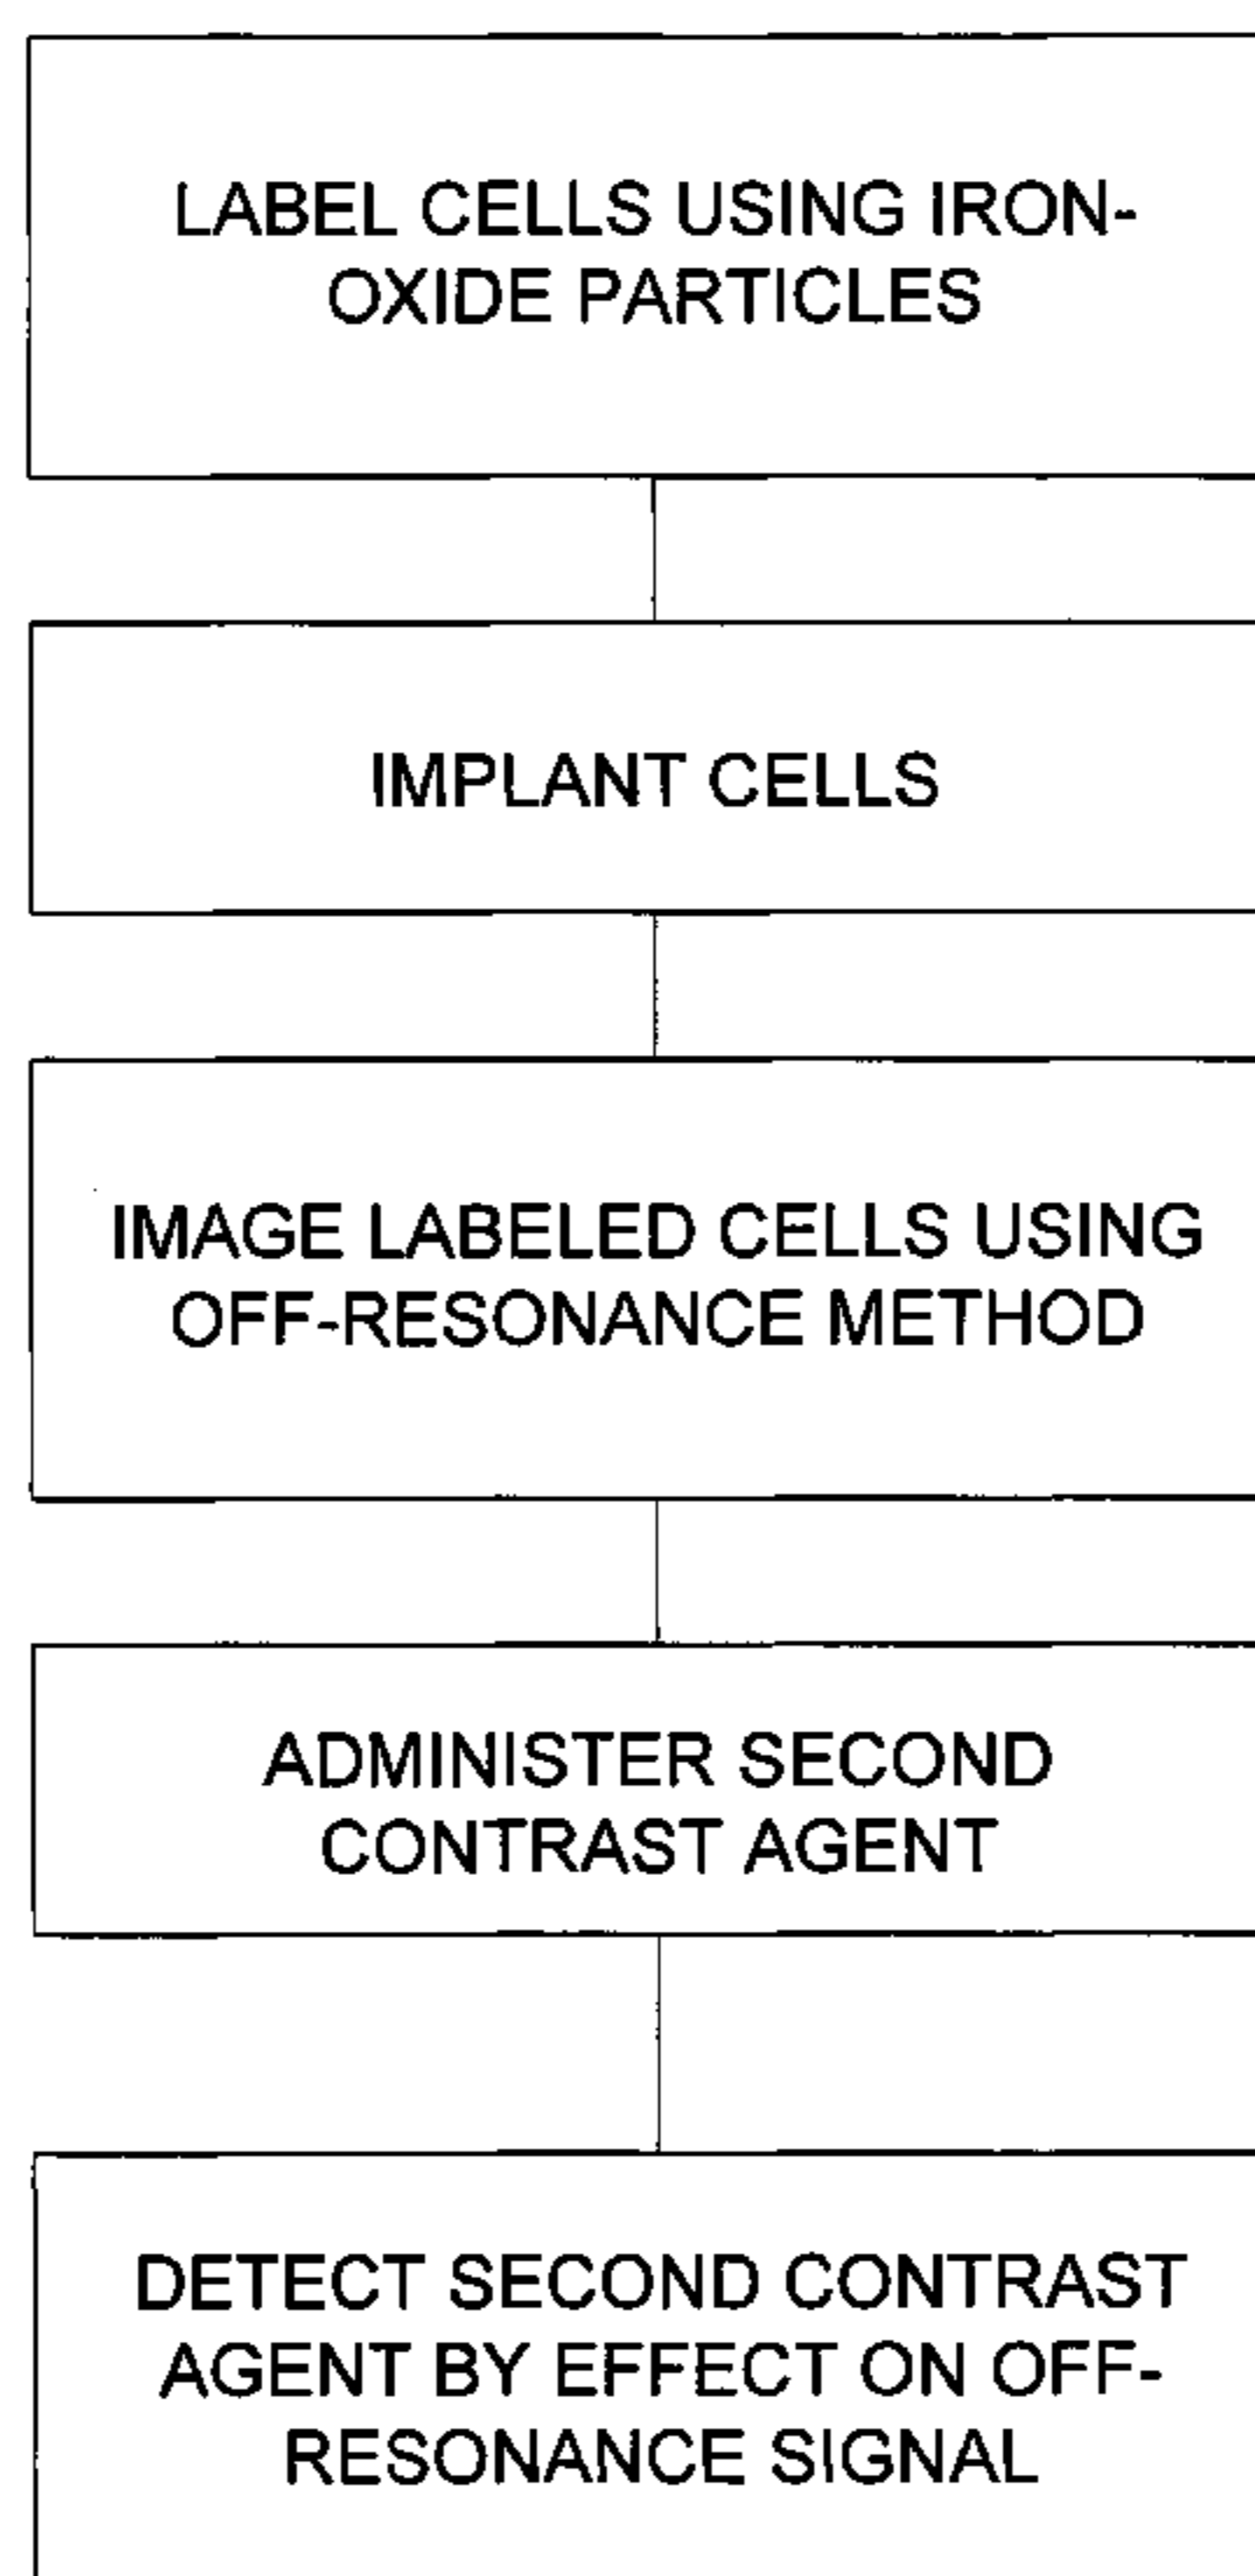 LABEL CELLS USING IRON-
OXIDE PARTICLES
IMPLANT CELLS
IMAGE LABELED CELLS USING
OFF-RESONANCE METHOD
ADMINISTER SECOND
CONTRAST AGENT
DETECT SECOND CONTRAST
AGENT BY EFFECT ON OFF-
RESONANCE SIGNAL